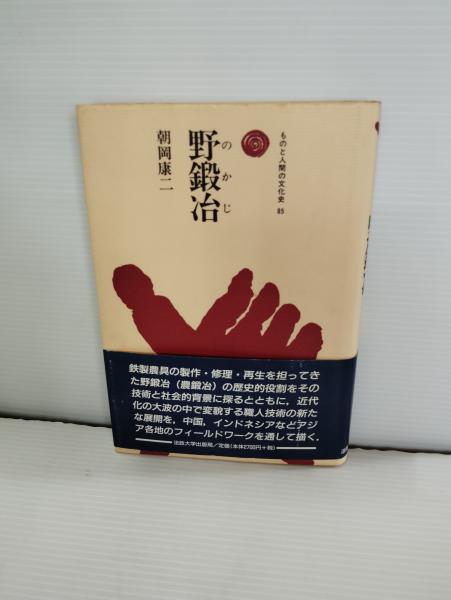 ものと人間の文化史 85
野鍛冶
のかじ
朝岡康二
鉄製農具の製作・修理・再生を担ってき
た野鍛冶（農鍛冶）の歴史的役割をその
技術と社会的背景に探るとともに，近代
化の大波の中で変貌する職人技術の新た
な展開を，中国，インドネシアなどアジ
ア各地のフィールドワークを通して描く．
法政大学出版局／定価（本体2700円＋税）